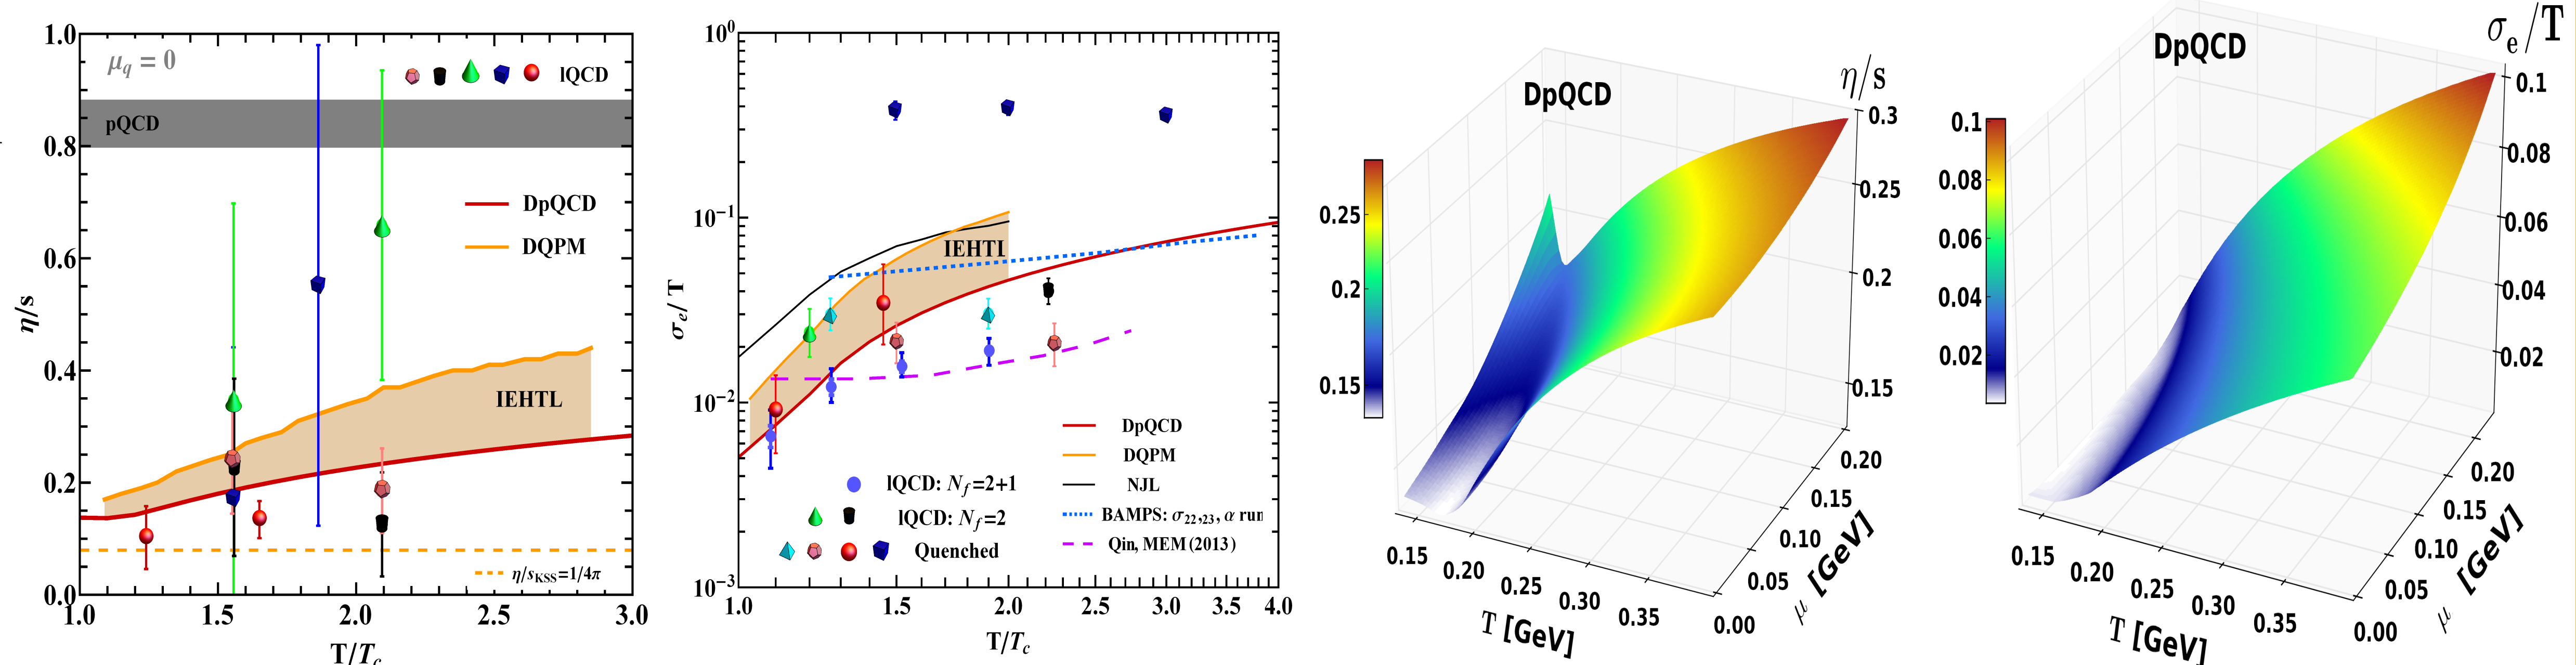 1.0
0.8
0.6
0.4
0.2
0.0
η/s
μq = 0
lQCD
pQCD
DpQCD
DQPM
IEHTL
η/sKSS=1/4π
1.0 1.5 2.0 2.5 3.0
T/Tc
10^0
10^-1
10^-2
10^-3
σe/ T
IEHTI
DpQCD
DQPM
NJL
BAMPS: σ22,23, α run
Qin, MEM (2013)
lQCD: Nf=2+1
lQCD: Nf=2
Quenched
1.0 1.5 2.0 2.5 3.0 3.5 4.0
T/Tc
DpQCD
η/s
0.25
0.2
0.15
0.3
0.25
0.2
0.15
0.15 0.20 0.25 0.30 0.35
T [GeV]
0.00 0.05 0.10 0.15 0.20
μ [GeV]
DpQCD
σe/T
0.1
0.08
0.06
0.04
0.02
0.1
0.08
0.06
0.04
0.02
0.15 0.20 0.25 0.30 0.35
T [GeV]
0.00 0.05 0.10 0.15 0.20
μ [GeV]